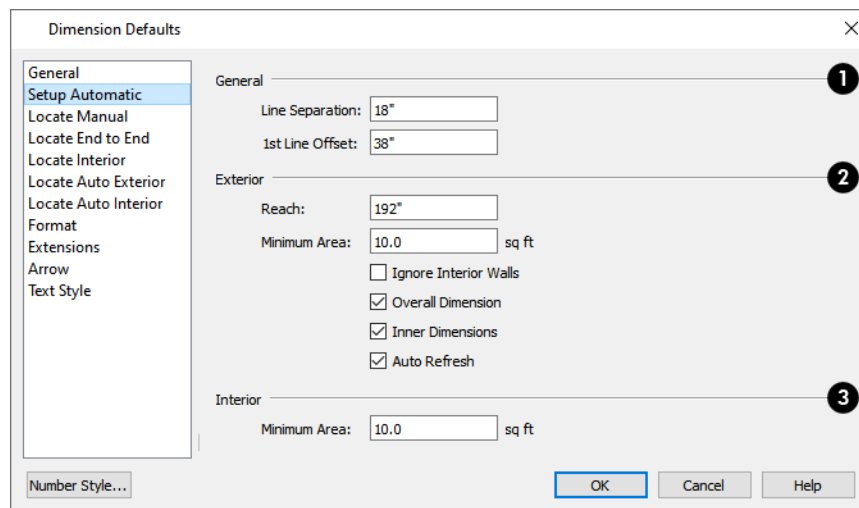 Dimension Defaults
General
Setup Automatic
Locate Manual
Locate End to End
Locate Interior
Locate Auto Exterior
Locate Auto Interior
Format
Extensions
Arrow
Text Style
General
1
Line Separation: 18"
1st Line Offset: 38"
Exterior
2
Reach: 192"
Minimum Area: 10.0 sq ft
Ignore Interior Walls
Overall Dimension
Inner Dimensions
Auto Refresh
Interior
3
Minimum Area: 10.0 sq ft
Number Style... OK Cancel Help